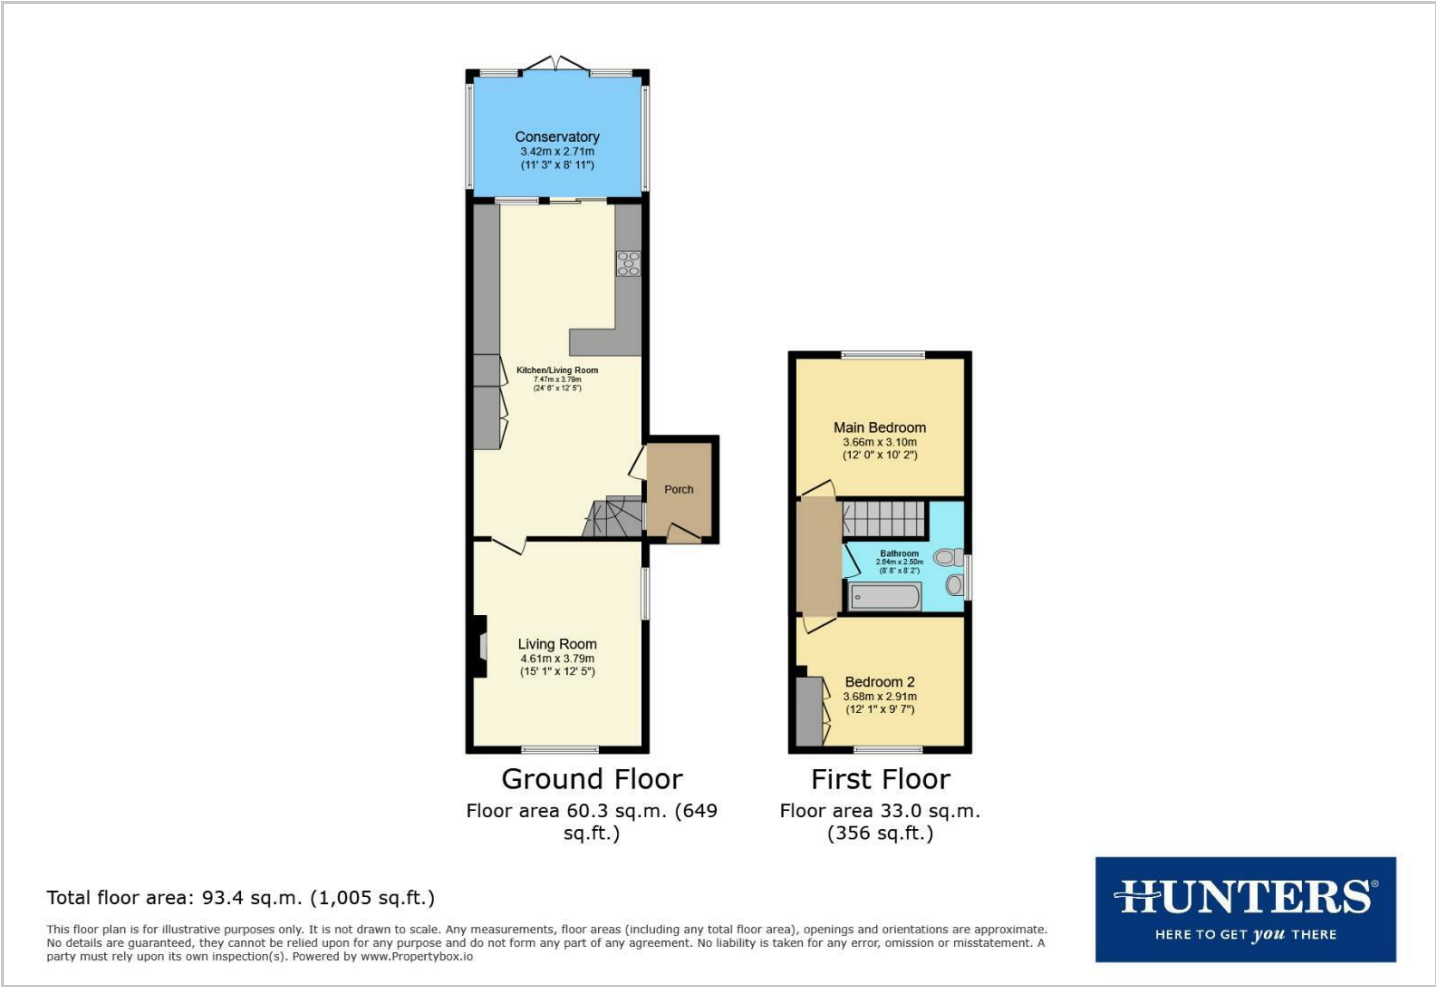 Conservatory
3.42m x 2.71m
(11' 3" x 8' 11")
Kitchen/Living Room
7.47m x 3.79m
(24' 6" x 12' 5")
Porch
Living Room
4.61m x 3.79m
(15' 1" x 12' 5")
Ground Floor
Floor area 60.3 sq.m. (649
sq.ft.)
Main Bedroom
3.66m x 3.10m
(12' 0" x 10' 2")
Bathroom
2.64m x 2.50m
(8' 8" x 8' 2")
Bedroom 2
3.68m x 2.91m
(12' 1" x 9' 7")
First Floor
Floor area 33.0 sq.m.
(356 sq.ft.)
Total floor area: 93.4 sq.m. (1,005 sq.ft.)
This floor plan is for illustrative purposes only. It is not drawn to scale. Any measurements, floor areas (including any total floor area), openings and orientations are approximate.
No details are guaranteed, they cannot be relied upon for any purpose and do not form any part of any agreement. No liability is taken for any error, omission or misstatement. A
party must rely upon its own inspection(s). Powered by www.Propertybox.io
HUNTERS®
HERE TO GET you THERE